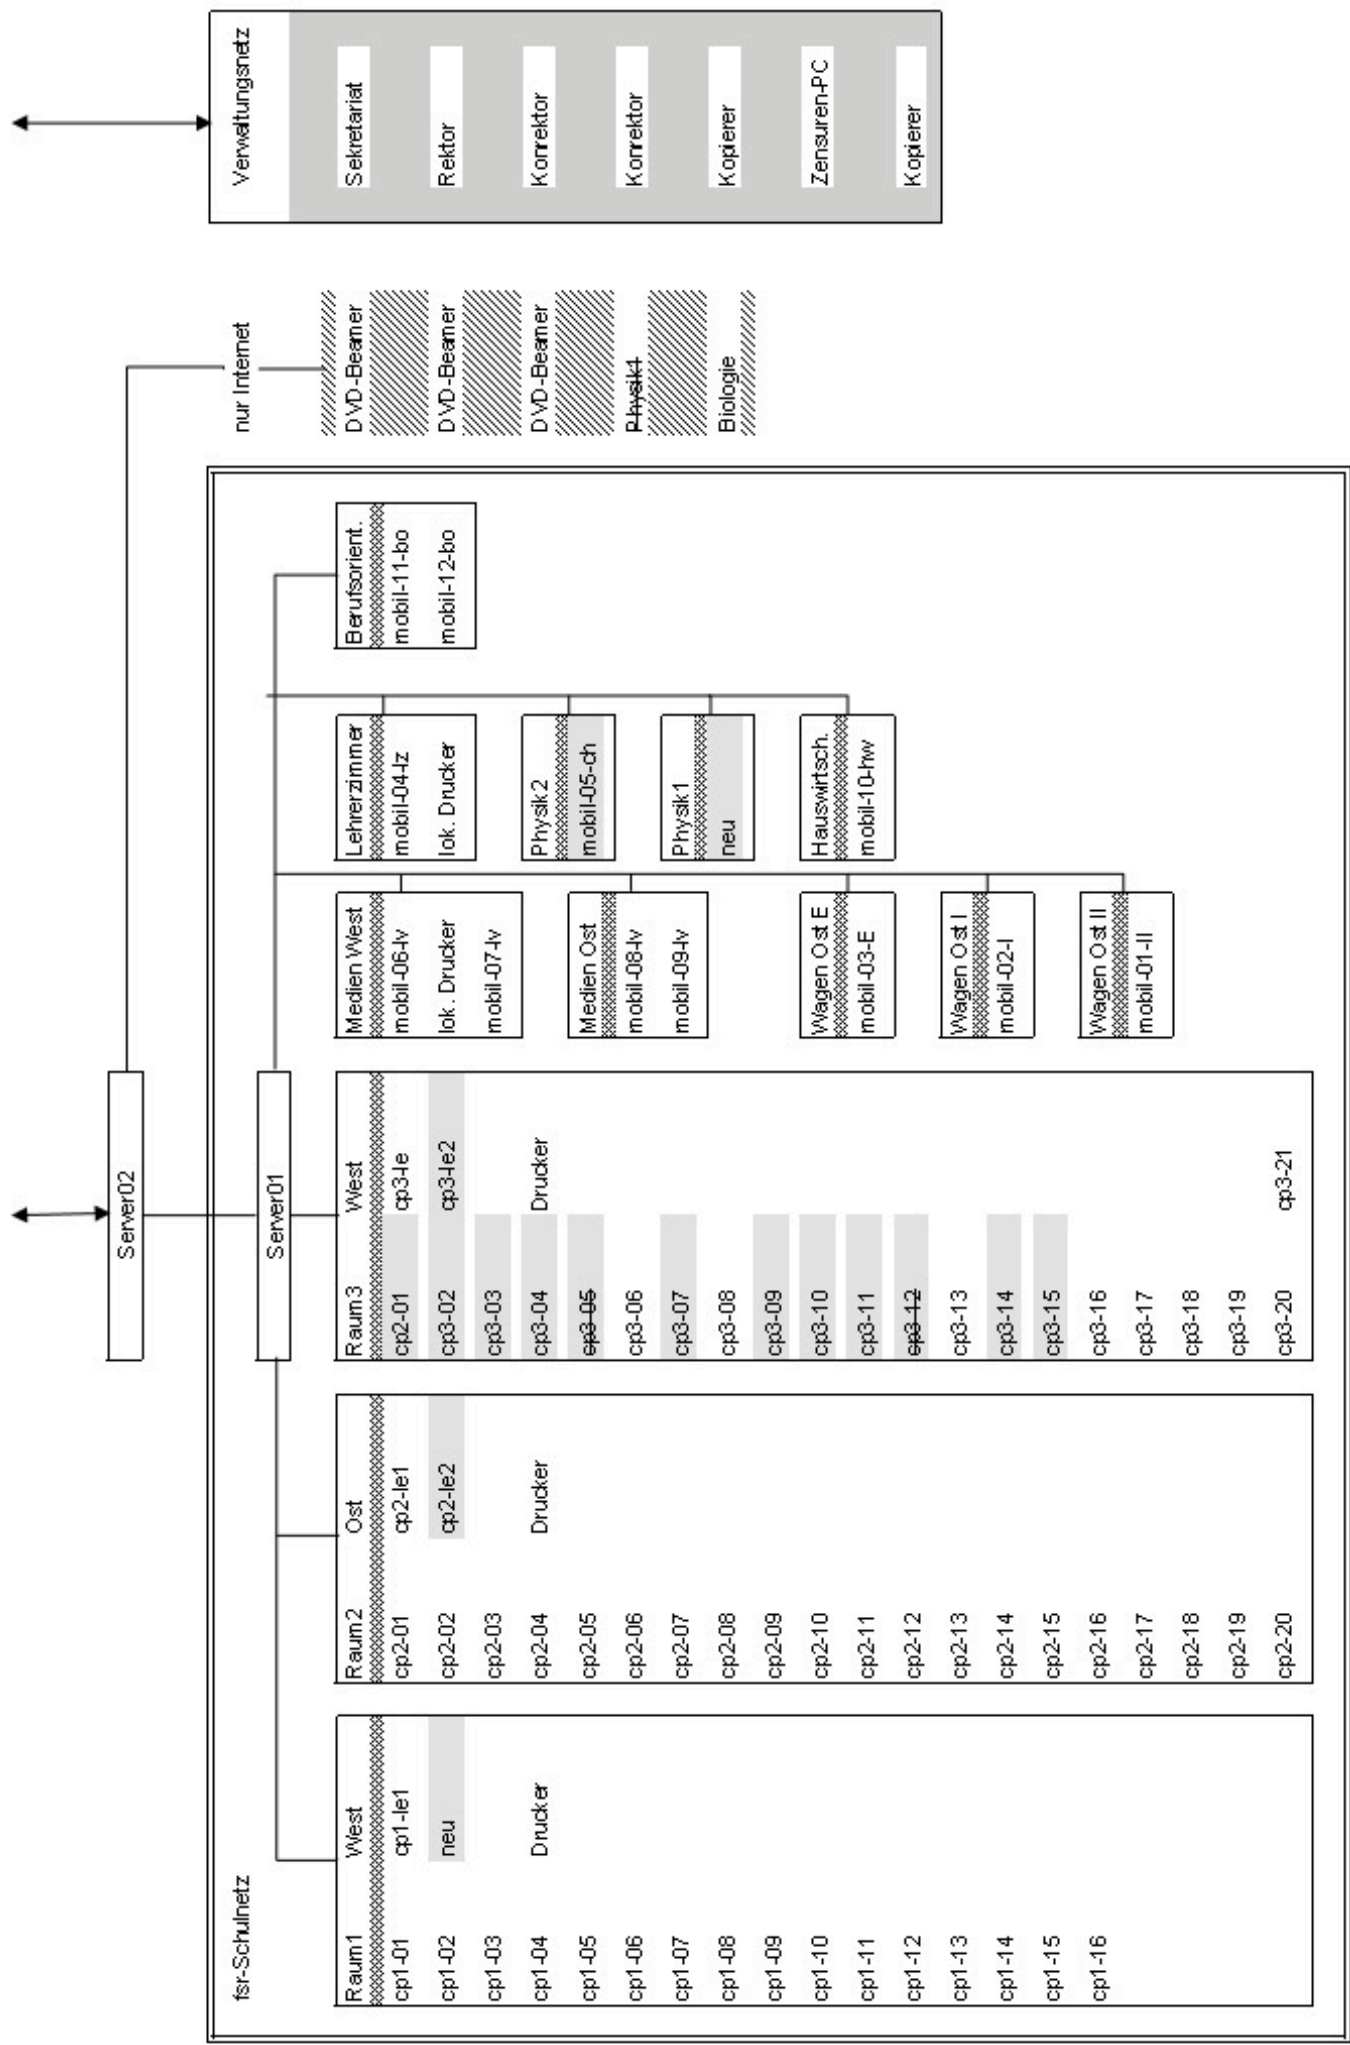 Server02
fsr-Schulnetz
Server01
nur Internet
Verwaltungsnetz
Raum1 West
cp1-01 cp1-le1
cp1-02 neu
cp1-03
cp1-04 Drucker
cp1-05
cp1-06
cp1-07
cp1-08
cp1-09
cp1-10
cp1-11
cp1-12
cp1-13
cp1-14
cp1-15
cp1-16
Raum2 Ost
cp2-01 cp2-le1
cp2-02 cp2-le2
cp2-03
cp2-04 Drucker
cp2-05
cp2-06
cp2-07
cp2-08
cp2-09
cp2-10
cp2-11
cp2-12
cp2-13
cp2-14
cp2-15
cp2-16
cp2-17
cp2-18
cp2-19
cp2-20
Raum3 West
cp2-01 cp3-le
cp3-02 cp3-le2
cp3-03
cp3-04 Drucker
cp3-05
cp3-06
cp3-07
cp3-08
cp3-09
cp3-10
cp3-11
cp3-12
cp3-13
cp3-14
cp3-15
cp3-16
cp3-17
cp3-18
cp3-19
cp3-20 cp3-21
Medien West
mobil-06-lv
lok. Drucker
mobil-07-lv
Medien Ost
mobil-08-lv
mobil-09-lv
Wagen Ost E
mobil-03-E
Wagen Ost I
mobil-02-I
Wagen Ost II
mobil-01-II
Lehrerzimmer
mobil-04-lz
lok. Drucker
Physik2
mobil-05-ch
Physik1
neu
Hauswirtsch.
mobil-10-hw
Berufsorient.
mobil-11-bo
mobil-12-bo
DVD-Beamer
DVD-Beamer
DVD-Beamer
Physik1
Biologie
Sekretariat
Rektor
Konrektor
Konrektor
Kopierer
Zensuren-PC
Kopierer